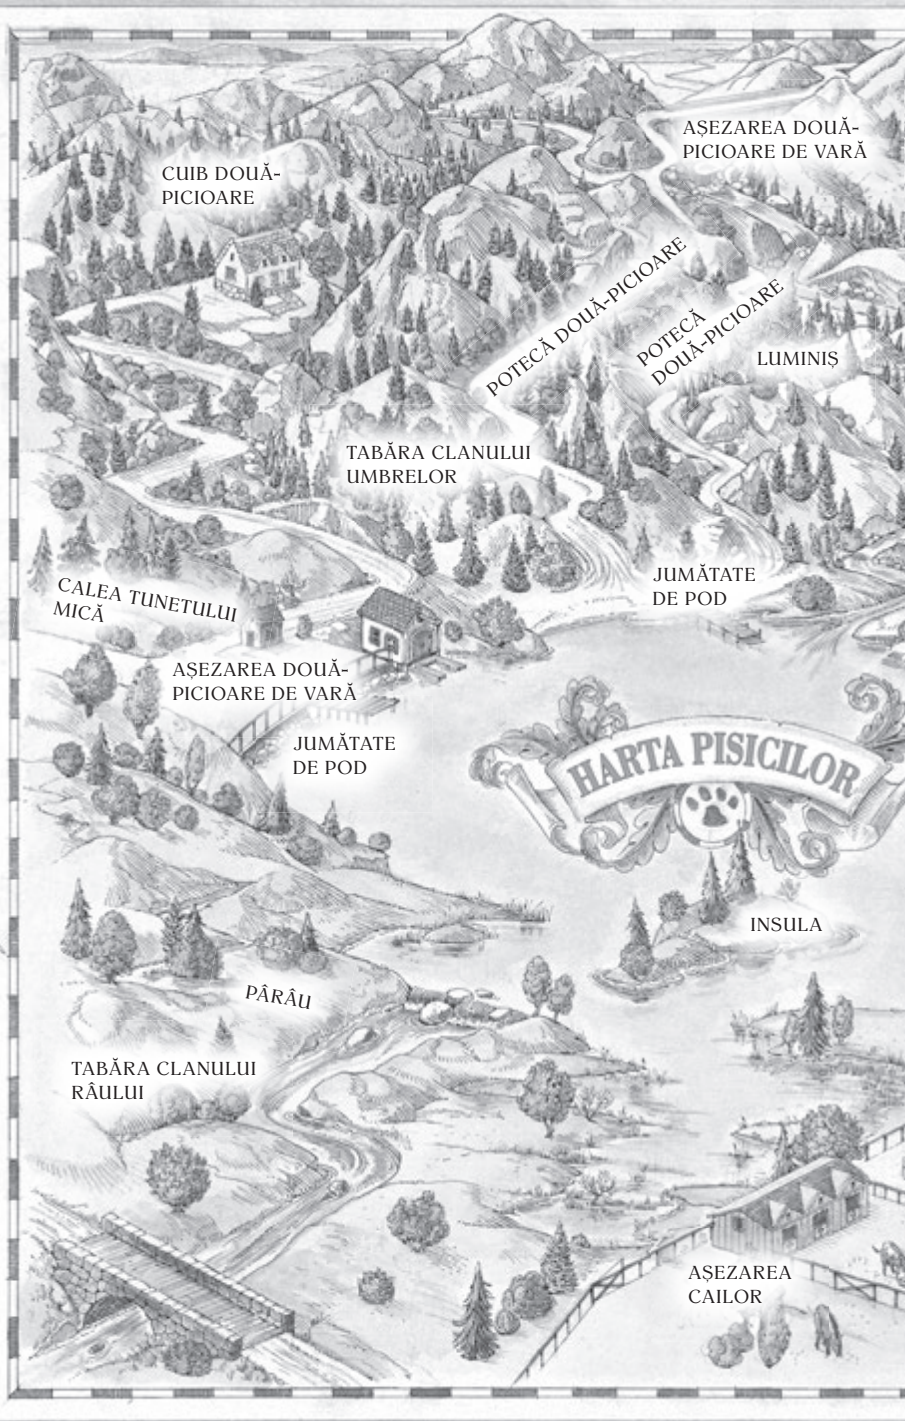 AȘEZAREA DOUĂ-
PICIOARE DE VARĂ
CUIB DOUĂ-
PICIOARE
POTECĂ DOUĂ-PICIOARE
POTECĂ
DOUĂ-PICIOARE
LUMINIȘ
TABĂRA CLANULUI
UMBRELOR
JUMĂTATE
DE POD
CALEA TUNETULUI
MICĂ
AȘEZAREA DOUĂ-
PICIOARE DE VARĂ
JUMĂTATE
DE POD
HARTA PISICILOR
INSULA
PÂRÂU
TABĂRA CLANULUI
RÂULUI
AȘEZAREA
CAILOR